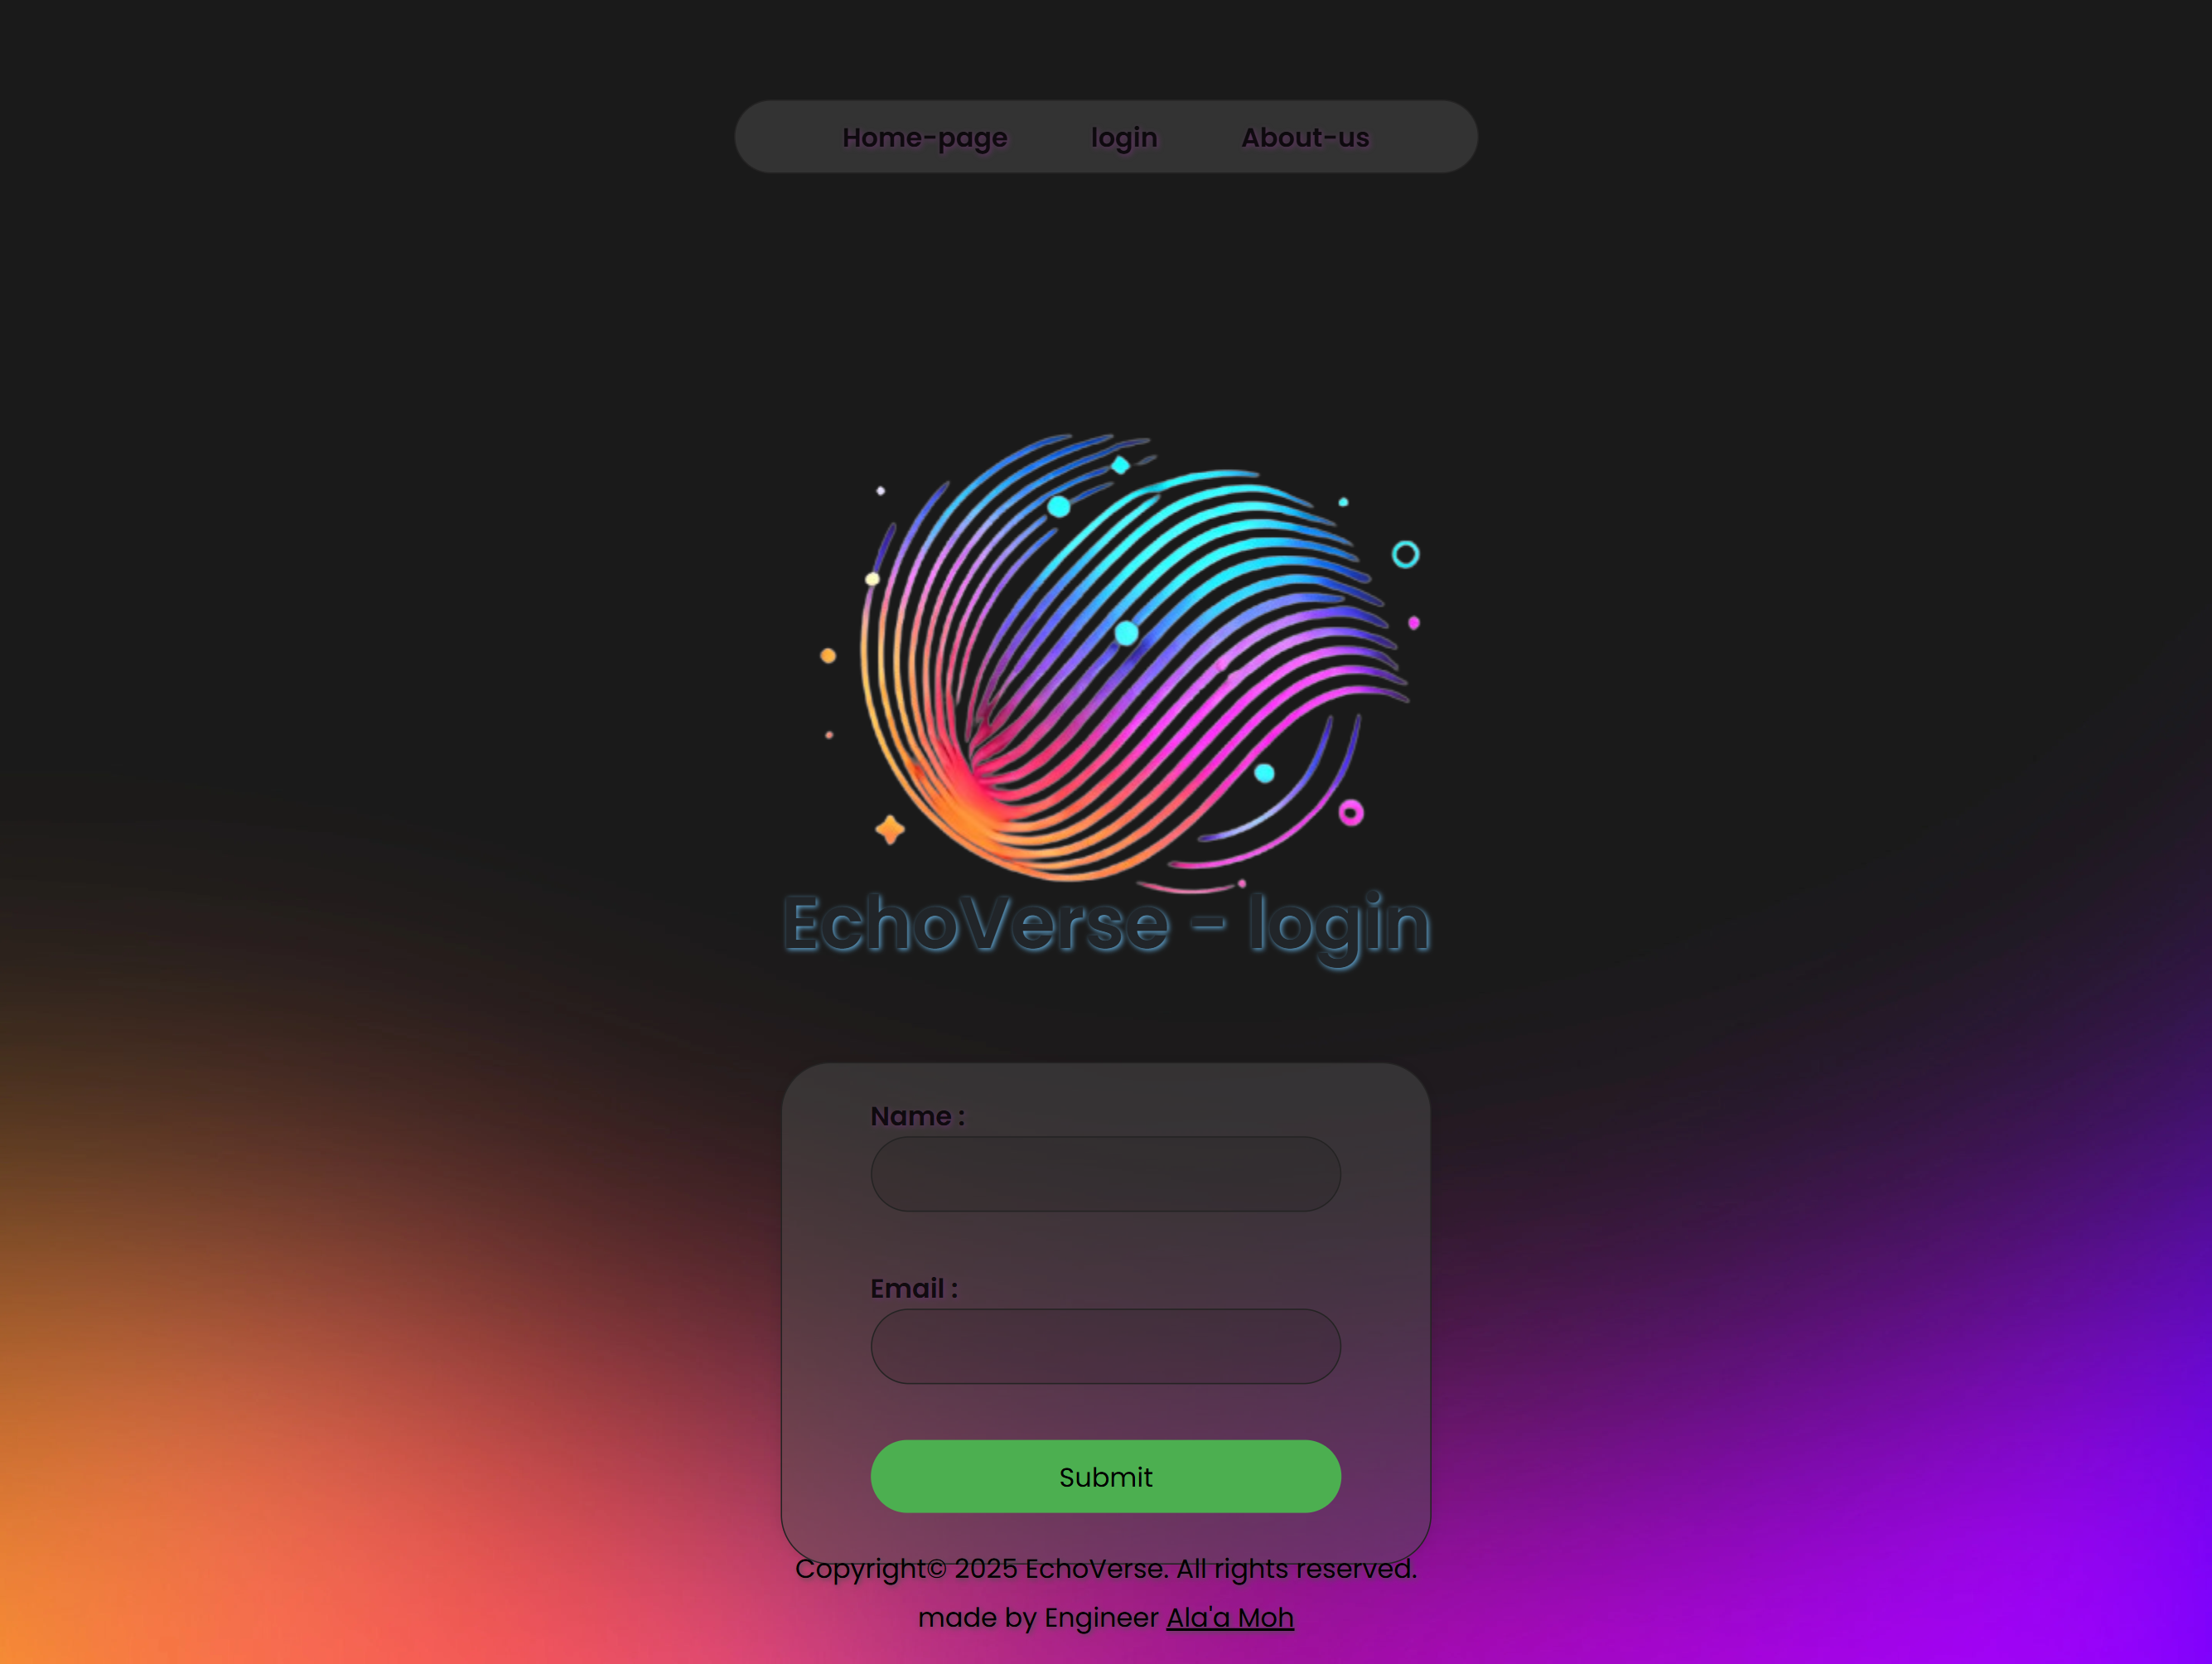 Home-page login About-us
EchoVerse - login
Name :
Email :
Submit
Copyright© 2025 EchoVerse. All rights reserved.
made by Engineer Ala'a Moh